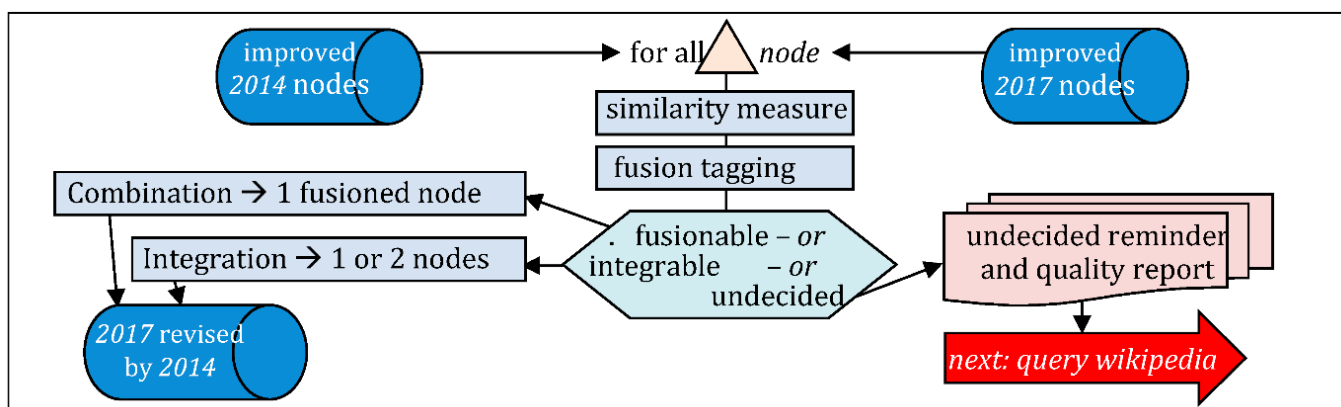 improved
2014 nodes
for all node
improved
2017 nodes
similarity measure
fusion tagging
Combination → 1 fusioned node
Integration → 1 or 2 nodes
. fusionable – or
integrable – or
undecided
undecided reminder
and quality report
2017 revised
by 2014
next: query wikipedia